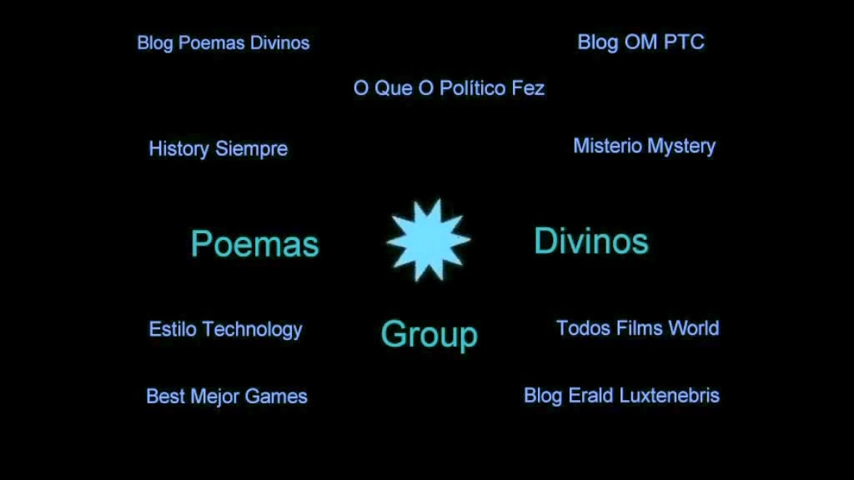 Blog Poemas Divinos
Blog OM PTC
O Que O Político Fez
History Siempre
Misterio Mystery
Poemas
Divinos
Estilo Technology
Group
Todos Films World
Best Mejor Games
Blog Erald Luxtenebris